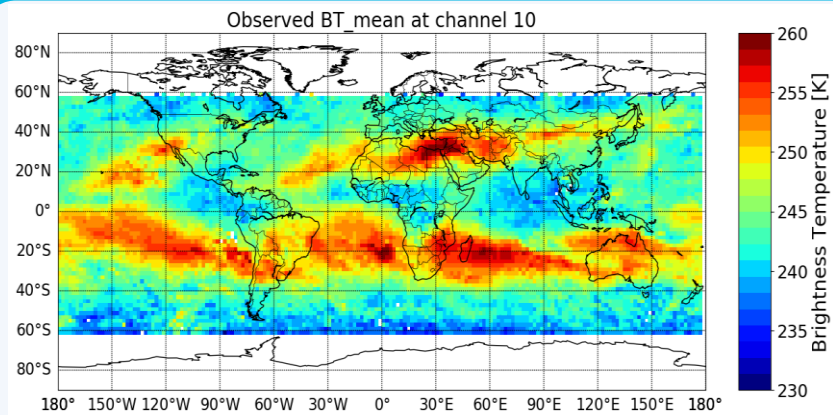 Observed BT_mean at channel 10
80°N
60°N
40°N
20°N
0°
20°S
40°S
60°S
80°S
180° 150°W 120°W 90°W 60°W 30°W 0° 30°E 60°E 90°E 120°E 150°E 180°
260
255
250
245
240
235
230
Brightness Temperature [K]